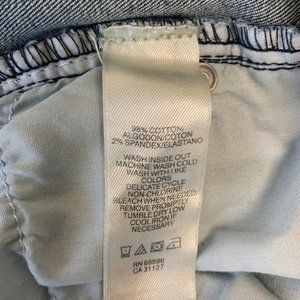 98% COTTON/
ALGODON/COTON
2% SPANDEX/ELASTANO
WASH INSIDE OUT
MACHINE WASH COLD
WASH WITH LIKE
COLORS
DELICATE CYCLE
NON-CHLORINE
BLEACH WHEN NEEDED
REMOVE PROMPTLY
TUMBLE DRY LOW
COOL IRON IF
NECESSARY
RN 69596
CA 31127